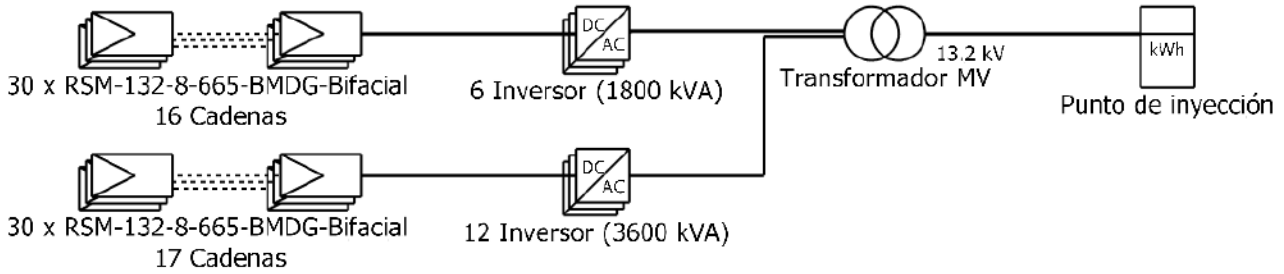 DC
AC
30 x RSM-132-8-665-BMDG-Bifacial
16 Cadenas
6 Inversor (1800 kVA)
13.2 kV
Transformador MV
kWh
Punto de inyección
DC
AC
30 x RSM-132-8-665-BMDG-Bifacial
17 Cadenas
12 Inversor (3600 kVA)